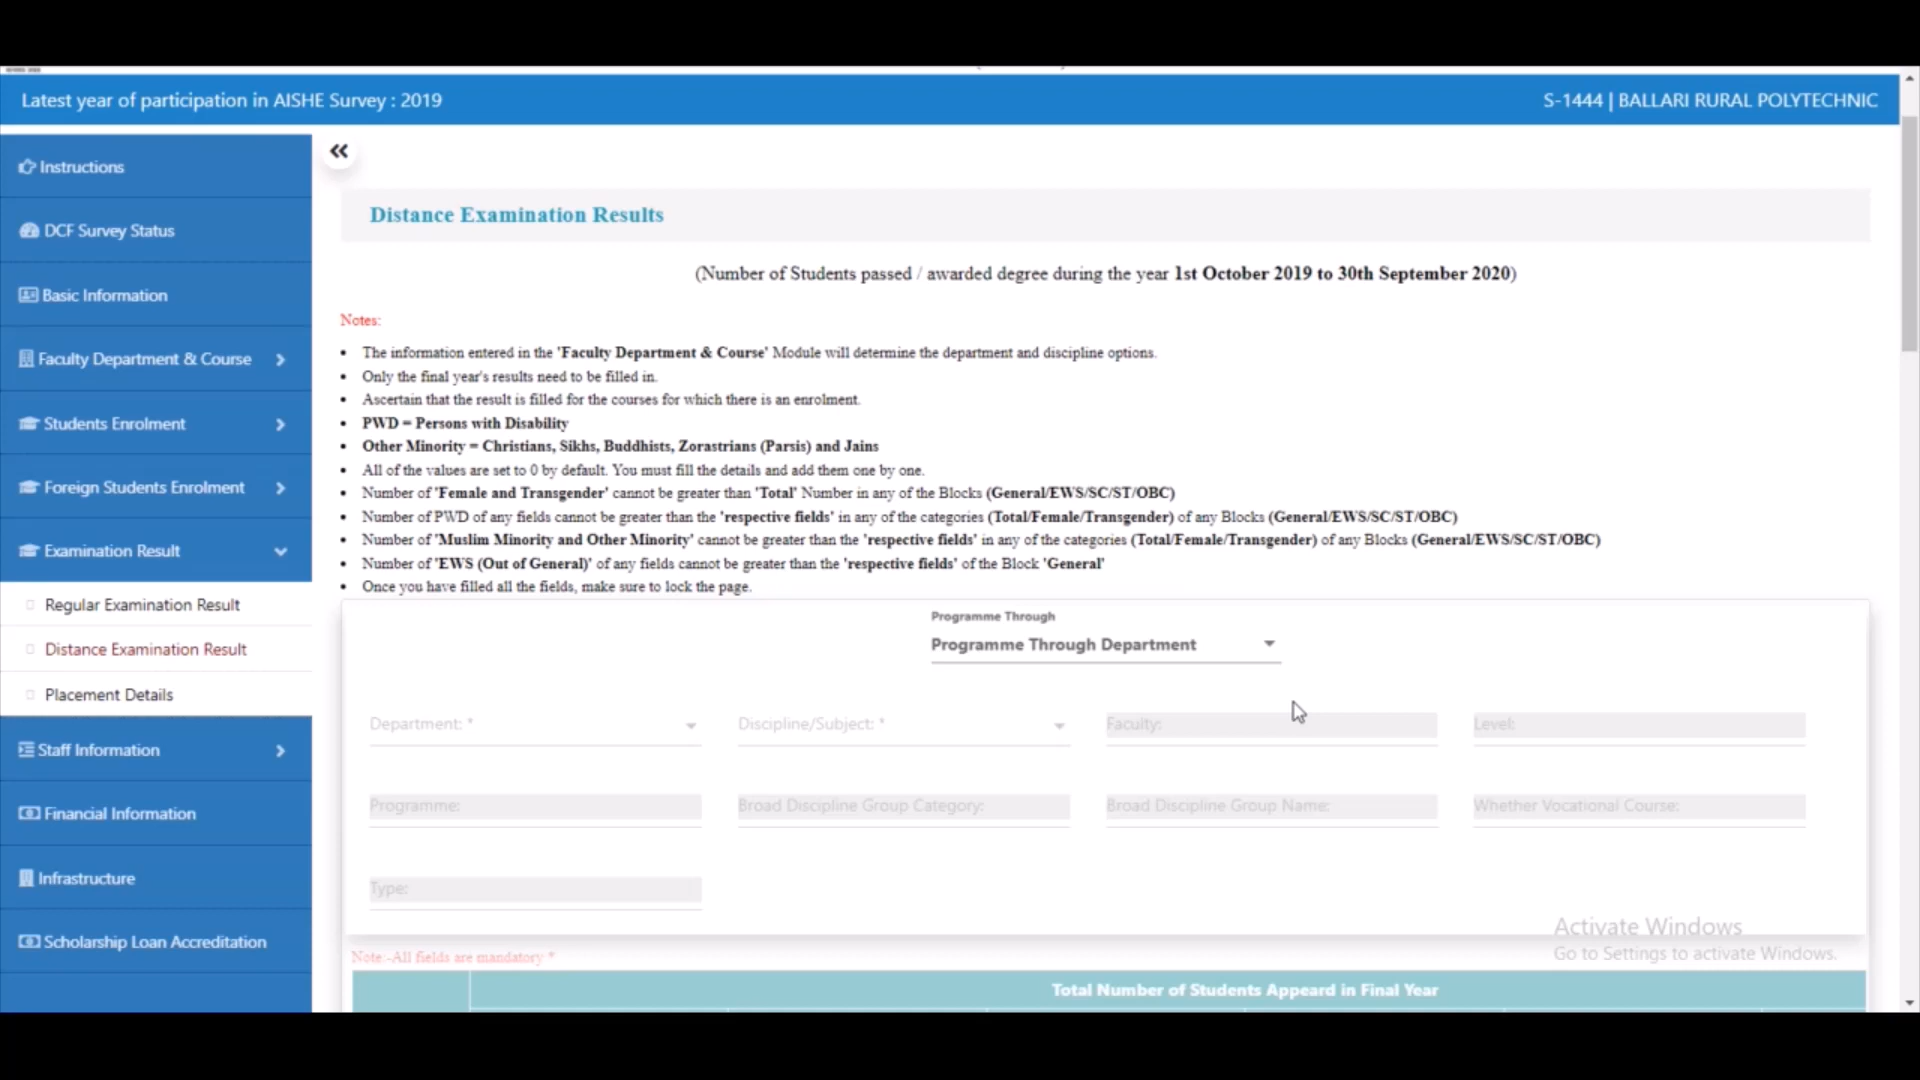 Latest year of participation in AISHE Survey : 2019
S-1444 | BALLARI RURAL POLYTECHNIC
Instructions
DCF Survey Status
Basic Information
Faculty Department & Course
Students Enrolment
Foreign Students Enrolment
Examination Result
Regular Examination Result
Distance Examination Result
Placement Details
Staff Information
Financial Information
Infrastructure
Scholarship Loan Accreditation
Distance Examination Results
(Number of Students passed / awarded degree during the year 1st October 2019 to 30th September 2020)
Notes:
• The information entered in the 'Faculty Department & Course' Module will determine the department and discipline options.
• Only the final year's results need to be filled in.
• Ascertain that the result is filled for the courses for which there is an enrolment.
• PWD = Persons with Disability
• Other Minority = Christians, Sikhs, Buddhists, Zorastrians (Parsis) and Jains
• All of the values are set to 0 by default. You must fill the details and add them one by one.
• Number of 'Female and Transgender' cannot be greater than 'Total' Number in any of the Blocks (General/EWS/SC/ST/OBC)
• Number of PWD of any fields cannot be greater than the 'respective fields' in any of the categories (Total/Female/Transgender) of any Blocks (General/EWS/SC/ST/OBC)
• Number of 'Muslim Minority and Other Minority' cannot be greater than the 'respective fields' in any of the categories (Total/Female/Transgender) of any Blocks (General/EWS/SC/ST/OBC)
• Number of 'EWS (Out of General)' of any fields cannot be greater than the 'respective fields' of the Block 'General'
• Once you have filled all the fields, make sure to lock the page.
Programme Through
Programme Through Department
Department: *
Discipline/Subject: *
Faculty:
Level:
Programme:
Broad Discipline Group Category:
Broad Discipline Group Name:
Whether Vocational Course:
Type:
Activate Windows
Go to Settings to activate Windows.
Note:-All fields are mandatory *
Total Number of Students Appeard in Final Year